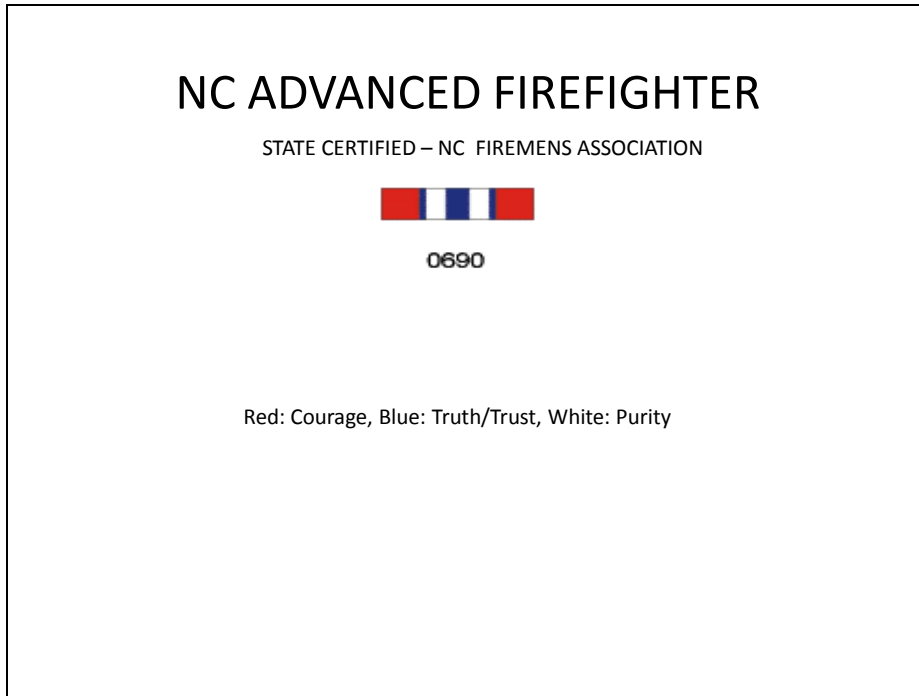 NC ADVANCED FIREFIGHTER
STATE CERTIFIED – NC  FIREMENS ASSOCIATION
0690
Red: Courage, Blue: Truth/Trust, White: Purity